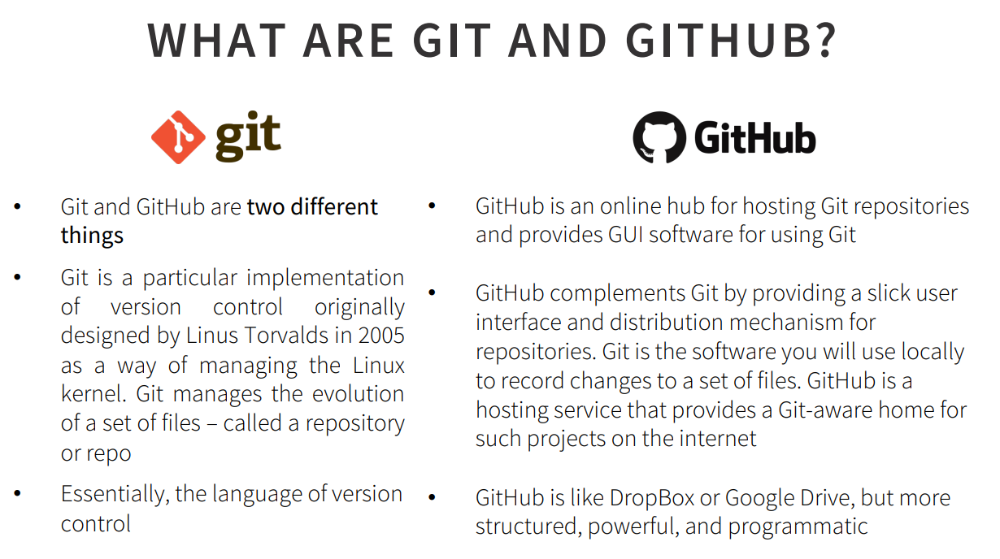 WHAT ARE GIT AND GITHUB?
git
• Git and GitHub are two different
things
• Git is a particular implementation
of version control originally
designed by Linus Torvalds in 2005
as a way of managing the Linux
kernel. Git manages the evolution
of a set of files – called a repository
or repo
• Essentially, the language of version
control
GitHub
• GitHub is an online hub for hosting Git repositories
and provides GUI software for using Git
• GitHub complements Git by providing a slick user
interface and distribution mechanism for
repositories. Git is the software you will use locally
to record changes to a set of files. GitHub is a
hosting service that provides a Git-aware home for
such projects on the internet
• GitHub is like DropBox or Google Drive, but more
structured, powerful, and programmatic